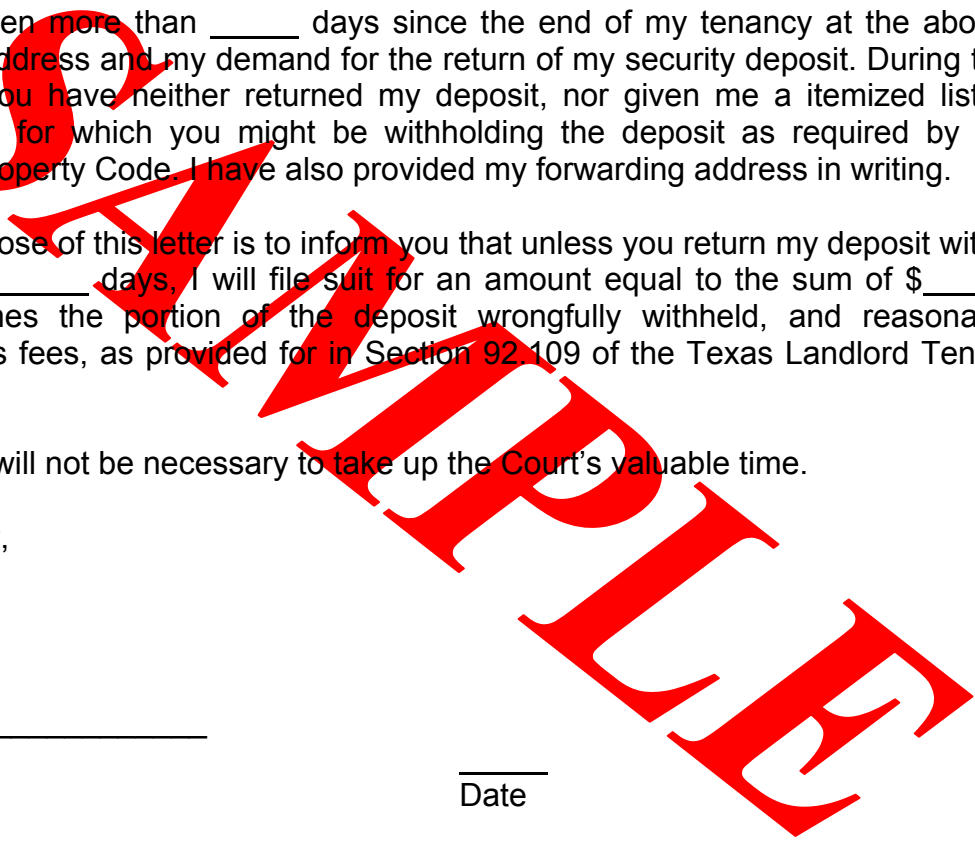 en more than _____ days since the end of my tenancy at the abo
ddress and my demand for the return of my security deposit. During t
ou have neither returned my deposit, nor given me a itemized list
for which you might be withholding the deposit as required by
operty Code. I have also provided my forwarding address in writing.
ose of this letter is to inform you that unless you return my deposit wit
_____ days, I will file suit for an amount equal to the sum of $___
nes the portion of the deposit wrongfully withheld, and reasona
s fees, as provided for in Section 92.109 of the Texas Landlord Ten
will not be necessary to take up the Court’s valuable time.
,
____________
_____
Date
SAMPLE